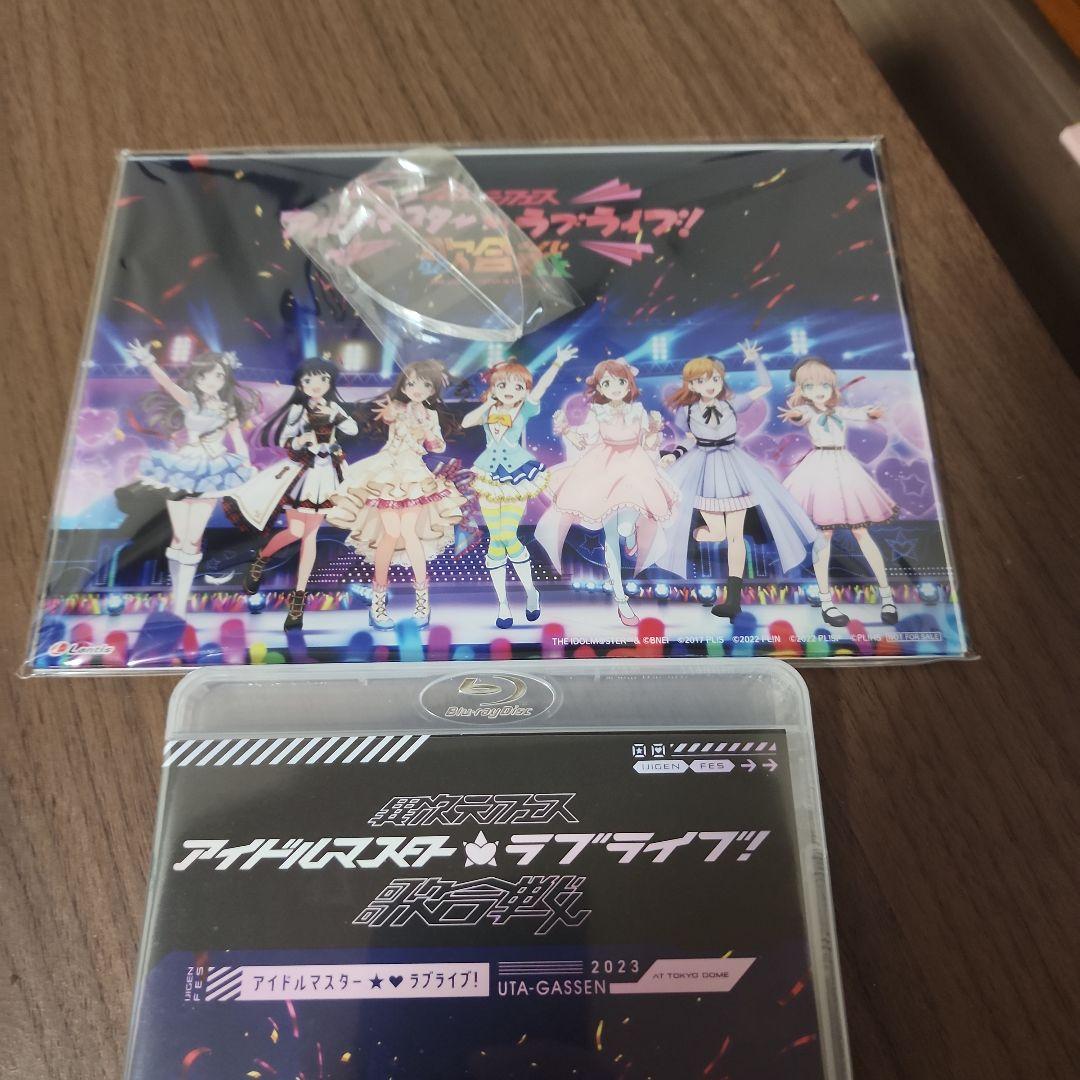 アイドルマスター★ラブライブ!
Lantis
THE IDOLM@STER™ & ©BNEI ©2017 PL!S ©2022 PL!N ©2022 PL!SP ©PL!HS NOT FOR SALE
Blu-ray Disc
IJIGEN FES
異次元フェス
アイドルマスター★♥ラブライブ!
歌合戦
IJIGEN FES
アイドルマスター★♥ラブライブ!
2023
UTA-GASSEN
AT TOKYO DOME